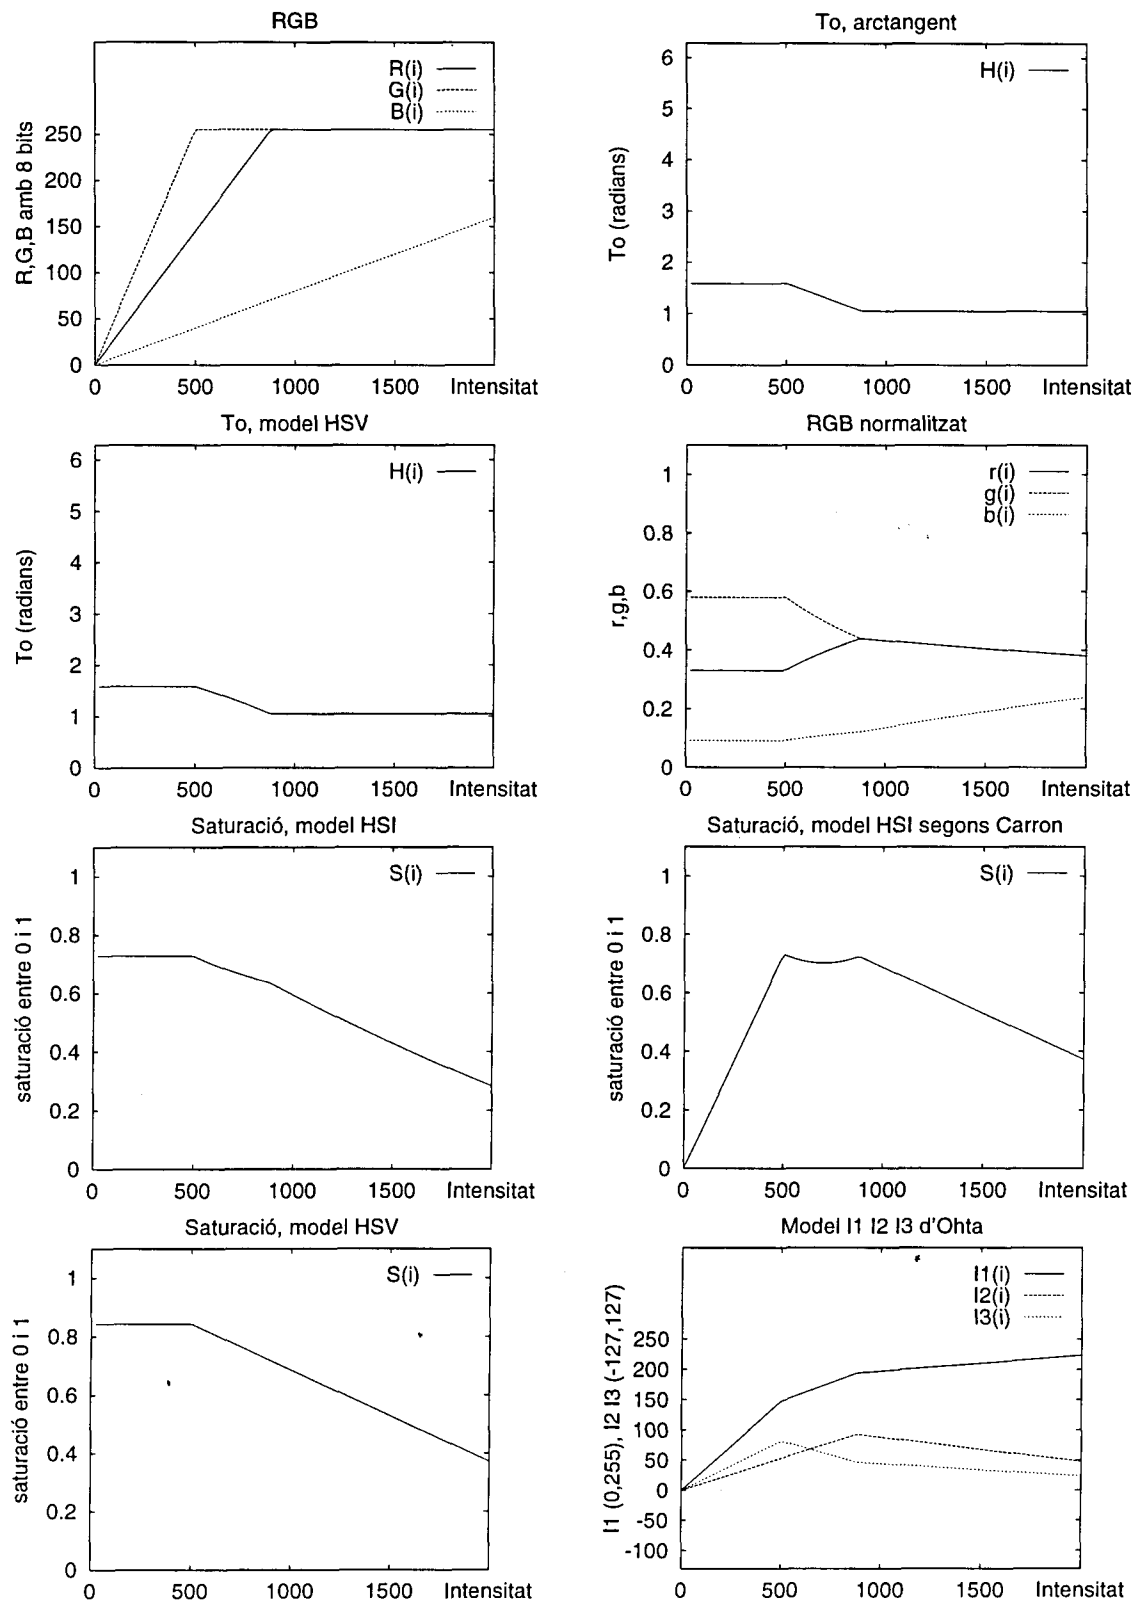 RGB
R(i)
G(i)
B(i)
R,G,B amb 8 bits
250
200
150
100
50
0
0 500 1000 1500 Intensitat
To, arctangent
H(i)
To (radians)
6
5
4
3
2
1
0
0 500 1000 1500 Intensitat
To, model HSV
H(i)
To (radians)
6
5
4
3
2
1
0
0 500 1000 1500 Intensitat
RGB normalitzat
r(i)
g(i)
b(i)
r,g,b
1
0.8
0.6
0.4
0.2
0
0 500 1000 1500 Intensitat
Saturació, model HSI
S(i)
saturació entre 0 i 1
1
0.8
0.6
0.4
0.2
0
0 500 1000 1500 Intensitat
Saturació, model HSI segons Carron
S(i)
saturació entre 0 i 1
1
0.8
0.6
0.4
0.2
0
0 500 1000 1500 Intensitat
Saturació, model HSV
S(i)
saturació entre 0 i 1
1
0.8
0.6
0.4
0.2
0
0 500 1000 1500 Intensitat
Model I1 I2 I3 d'Ohta
I1(i)
I2(i)
I3(i)
I1 (0,255), I2 I3 (-127,127)
250
200
150
100
50
0
-50
-100
0 500 1000 1500 Intensitat